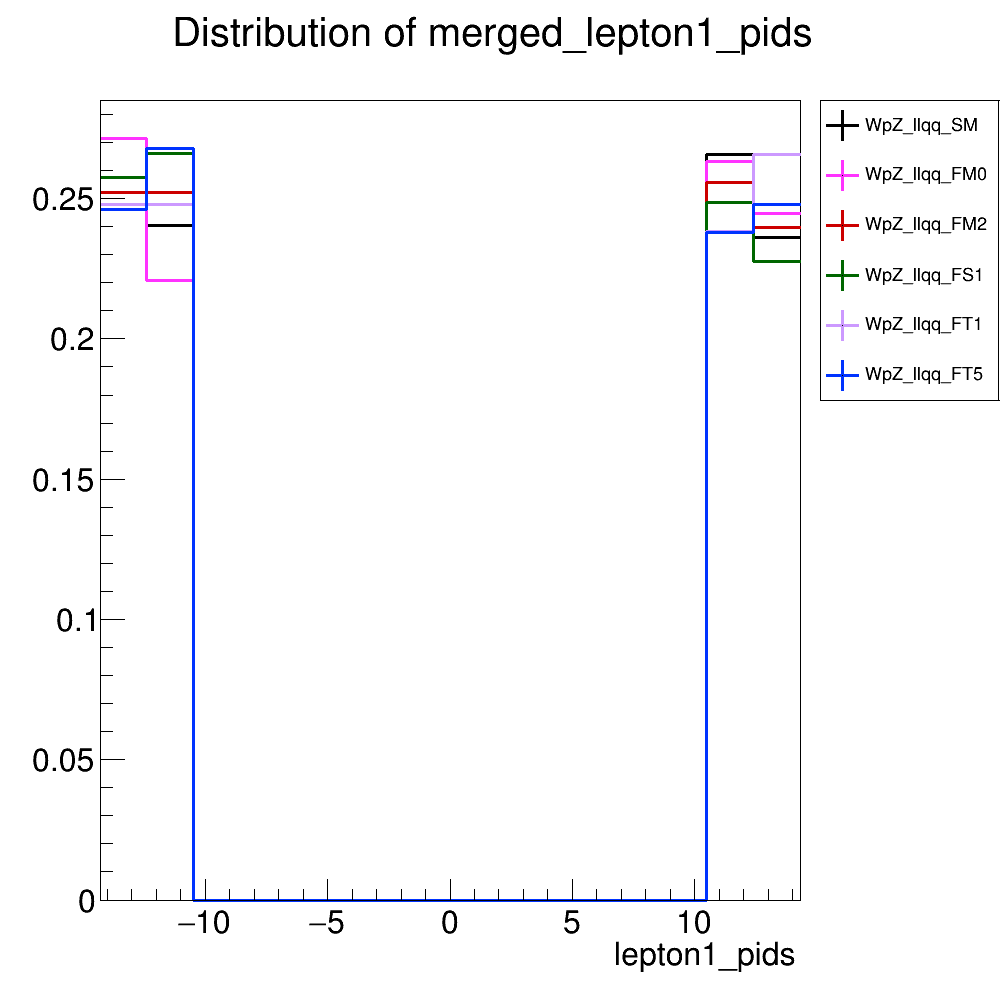 Distribution of merged_lepton1_pids
0.25
0.2
0.15
0.1
0.05
0
−10 −5 0 5 10
lepton1_pids
WpZ_llqq_SM
WpZ_llqq_FM0
WpZ_llqq_FM2
WpZ_llqq_FS1
WpZ_llqq_FT1
WpZ_llqq_FT5